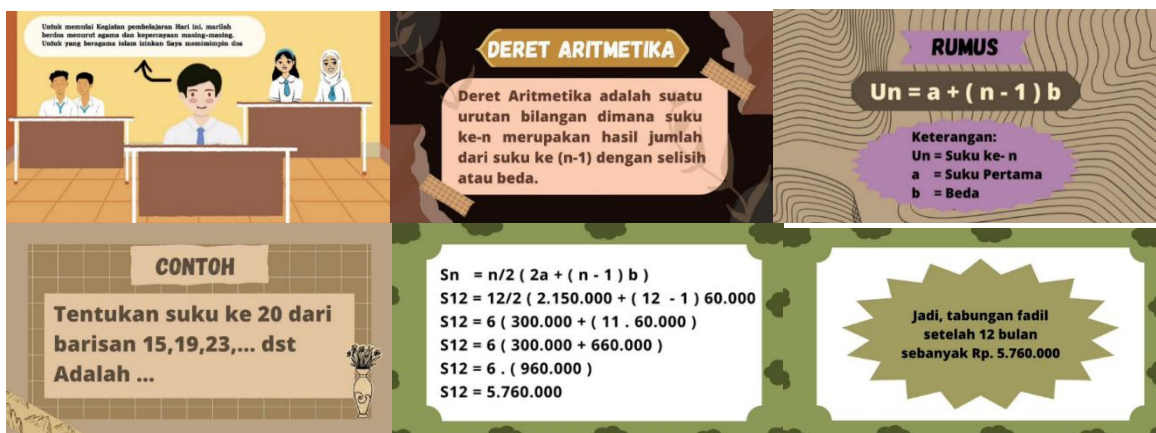 Untuk memulai Kegiatan pembelajaran Hari ini, marilah
berdoa menurut agama dan kepercayaan masing-masing.
Untuk yang beragama islam izinkan Saya memimimpin doa
DERET ARITMETIKA
Deret Aritmetika adalah suatu
urutan bilangan dimana suku
ke-n merupakan hasil jumlah
dari suku ke (n-1) dengan selisih
atau beda.
RUMUS
Un = a + ( n - 1 ) b
Keterangan:
Un = Suku ke- n
a = Suku Pertama
b = Beda
CONTOH
Tentukan suku ke 20 dari
barisan 15,19,23,... dst
Adalah ...
Sn = n/2 ( 2a + ( n - 1 ) b )
S12 = 12/2 ( 2.150.000 + ( 12 - 1 ) 60.000
S12 = 6 ( 300.000 + ( 11 . 60.000 )
S12 = 6 ( 300.000 + 660.000 )
S12 = 6 . ( 960.000 )
S12 = 5.760.000
Jadi, tabungan fadil
setelah 12 bulan
sebanyak Rp. 5.760.000